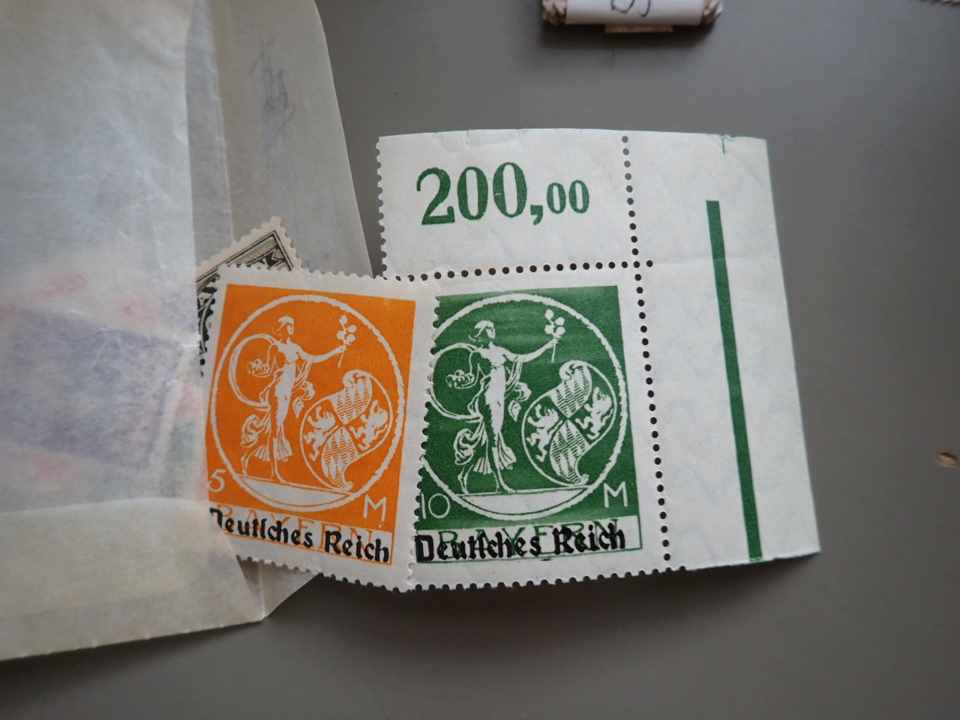 200,00
5 M
BAYERN
Deutsches Reich
10 M
BAYERN
Deutsches Reich